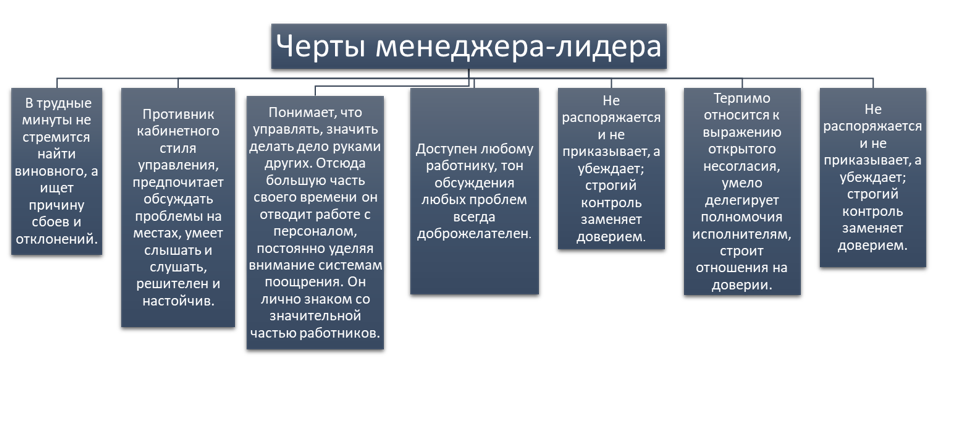 Черты менеджера-лидера
В трудные
минуты не
стремится
найти
виновного, а
ищет
причину
сбоев и
отклонений.
Противник
кабинетного
стиля
управления,
предпочитает
обсуждать
проблемы на
местах, умеет
слышать и
слушать,
решителен и
настойчив.
Понимает, что
управлять, значить
делать дело руками
других. Отсюда
большую часть
своего времени он
отводит работе с
персоналом,
постоянно уделяя
внимание системам
поощрения. Он
лично знаком со
значительной
частью работников.
Доступен любому
работнику, тон
обсуждения
любых проблем
всегда
доброжелателен.
Не
распоряжается
и не
приказывает, а
убеждает;
строгий
контроль
заменяет
доверием.
Терпимо
относится к
выражению
открытого
несогласия,
умело
делегирует
полномочия
исполнителям,
строит
отношения на
доверии.
Не
распоряжается
и не
приказывает, а
убеждает;
строгий
контроль
заменяет
доверием.